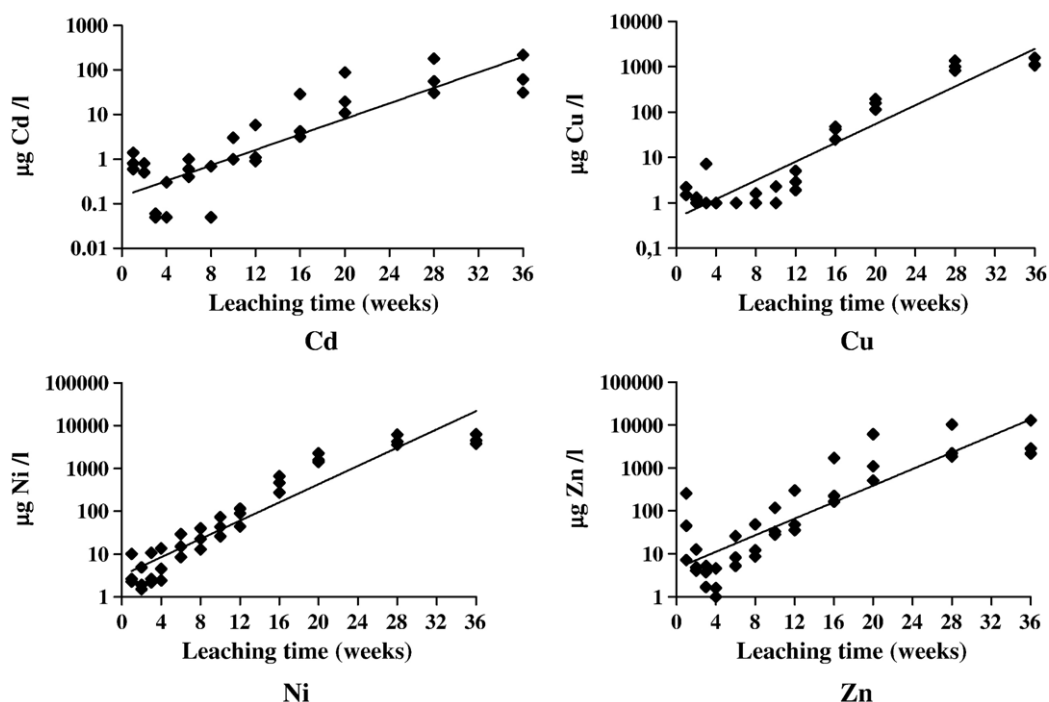 1000
100
10
1
0.1
0.01
µg Cd /l
0 4 8 12 16 20 24 28 32 36
Leaching time (weeks)
Cd
10000
1000
100
10
1
0,1
µg Cu /l
0 4 8 12 16 20 24 28 32 36
Leaching time (weeks)
Cu
100000
10000
1000
100
10
1
µg Ni /l
0 4 8 12 16 20 24 28 32 36
Leaching time (weeks)
Ni
100000
10000
1000
100
10
1
µg Zn /l
0 4 8 12 16 20 24 28 32 36
Leaching time (weeks)
Zn